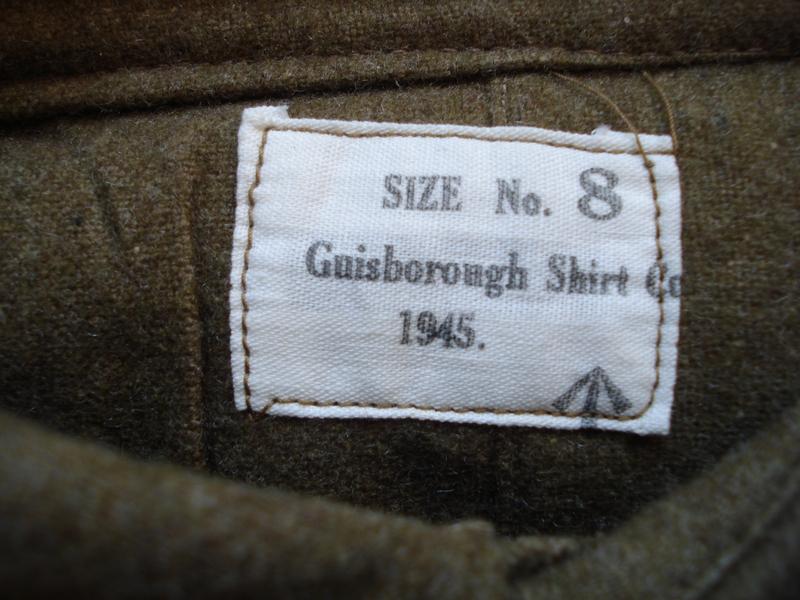 SIZE No. 8
Guisborough Shirt Co
1945.